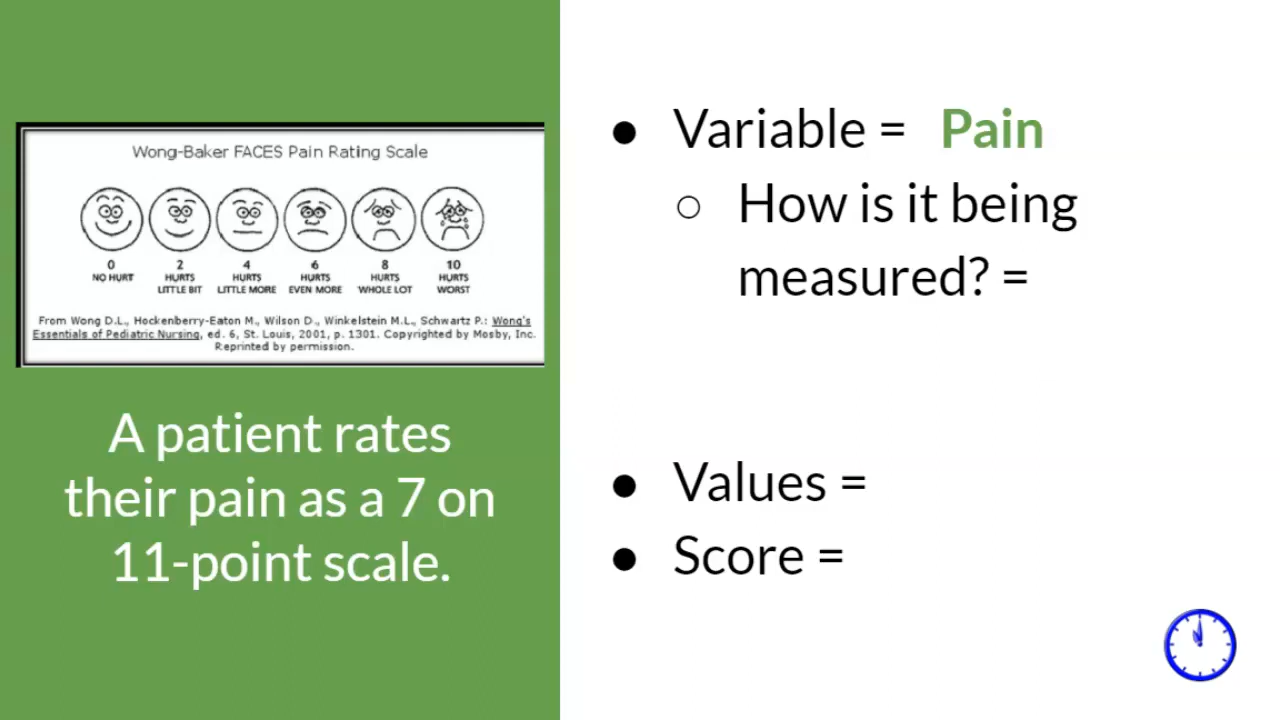 Wong-Baker FACES Pain Rating Scale
0 2 4 6 8 10
NO HURT HURTS HURTS HURTS HURTS HURTS
LITTLE BIT LITTLE MORE EVEN MORE WHOLE LOT WORST
From Wong D.L., Hockenberry-Eaton M., Wilson D., Winkelstein M.L., Schwartz P.: Wong's
Essentials of Pediatric Nursing, ed. 6, St. Louis, 2001, p. 1301. Copyrighted by Mosby, Inc.
Reprinted by permission.
A patient rates
their pain as a 7 on
11-point scale.
● Variable = Pain
○ How is it being
measured? =
● Values =
● Score =